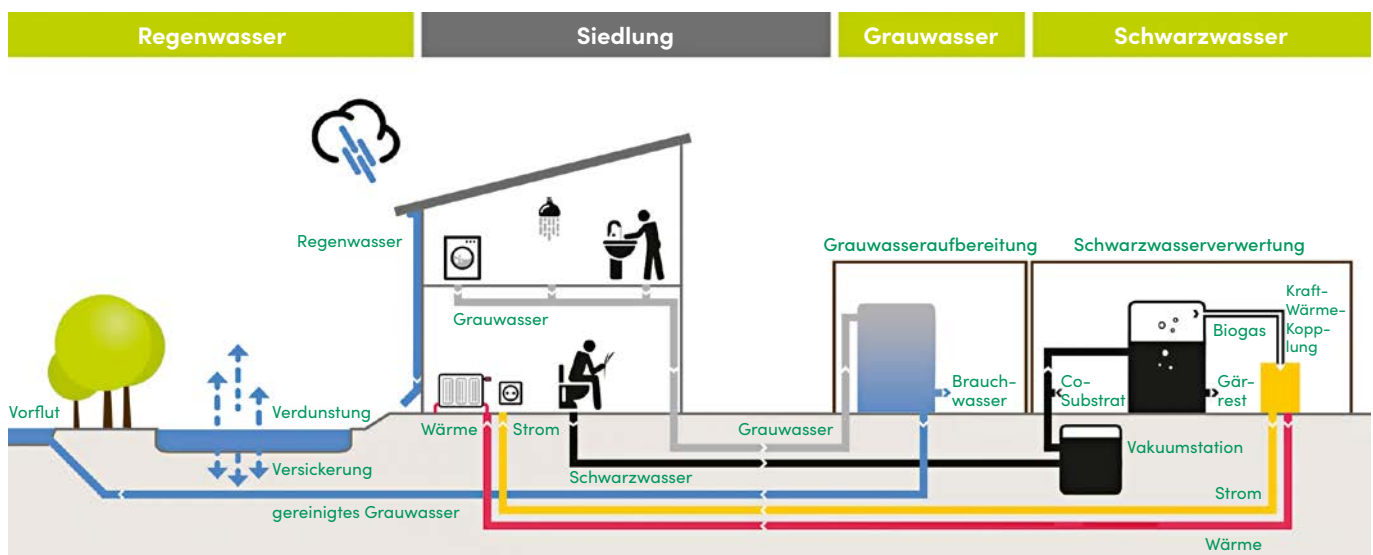 Regenwasser
Siedlung
Grauwasser
Schwarzwasser
Regenwasser
Grauwasseraufbereitung
Schwarzwasserverwertung
Grauwasser
Biogas
Kraft-
Wärme-
Kopp-
lung
Vorflut
Verdunstung
Wärme
Strom
Grauwasser
Brauch-
wasser
Co-
Substrat
Gär-
rest
Versickerung
Schwarzwasser
Vakuumstation
gereinigtes Grauwasser
Strom
Wärme